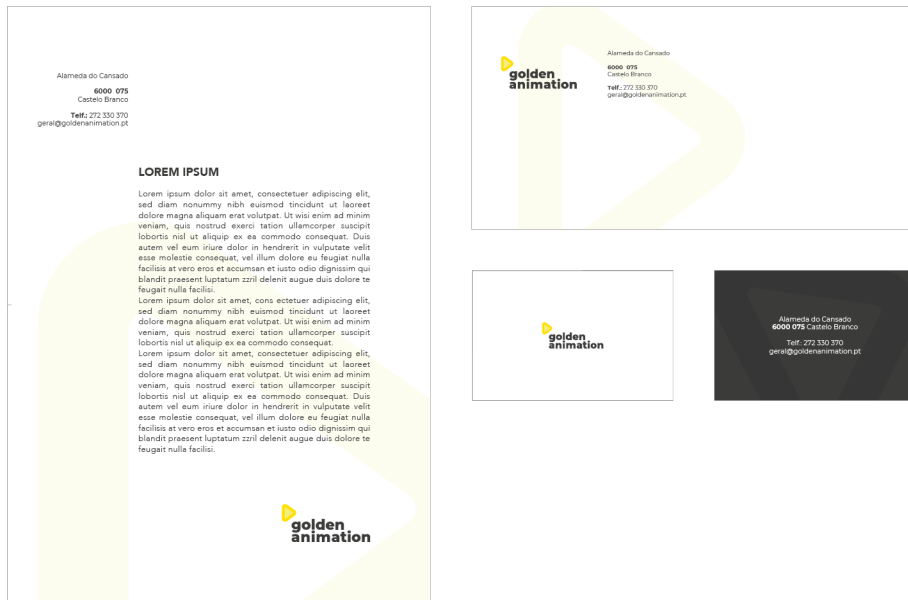 Alameda do Cansado
6000 075
Castelo Branco
Telf.: 272 330 370
geral@goldenanimation.pt
LOREM IPSUM
Lorem ipsum dolor sit amet, consectetuer adipiscing elit,
sed diam nonummy nibh euismod tincidunt ut laoreet
dolore magna aliquam erat volutpat. Ut wisi enim ad minim
veniam, quis nostrud exerci tation ullamcorper suscipit
lobortis nisl ut aliquip ex ea commodo consequat. Duis
autem vel eum iriure dolor in hendrerit in vulputate velit
esse molestie consequat, vel illum dolore eu feugiat nulla
facilisis at vero eros et accumsan et iusto odio dignissim qui
blandit praesent luptatum zzril delenit augue duis dolore te
feugait nulla facilisi.
Lorem ipsum dolor sit amet, cons ectetuer adipiscing elit,
sed diam nonummy nibh euismod tincidunt ut laoreet
dolore magna aliquam erat volutpat. Ut wisi enim ad minim
veniam, quis nostrud exerci tation ullamcorper suscipit
lobortis nisl ut aliquip ex ea commodo consequat.
Lorem ipsum dolor sit amet, consectetuer adipiscing elit,
sed diam nonummy nibh euismod tincidunt ut laoreet
dolore magna aliquam erat volutpat. Ut wisi enim ad minim
veniam, quis nostrud exerci tation ullamcorper suscipit
lobortis nisl ut aliquip ex ea commodo consequat. Duis
autem vel eum iriure dolor in hendrerit in vulputate velit
esse molestie consequat, vel illum dolore eu feugiat nulla
facilisis at vero eros et accumsan et iusto odio dignissim qui
blandit praesent luptatum zzril delenit augue duis dolore te
feugait nulla facilisi.
golden
animation
golden
animation
Alameda do Cansado
6000 075
Castelo Branco
Telf.: 272 330 370
geral@goldenanimation.pt
golden
animation
Alameda do Cansado
6000 075 Castelo Branco
Telf.: 272 330 370
geral@goldenanimation.pt